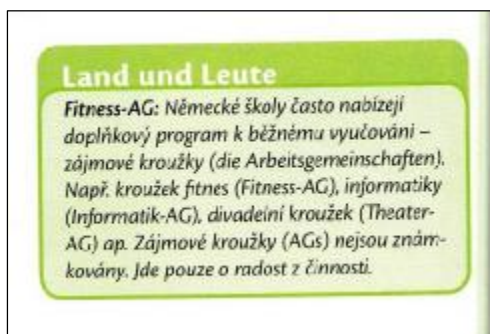 Land und Leute
Fitness-AG: Německé školy často nabízejí
doplňkový program k běžnému vyučování –
zájmové kroužky (die Arbeitsgemeinschaften).
Např. kroužek fitnes (Fitness-AG), informatiky
(Informatik-AG), divadelní kroužek (Theater-
AG) ap. Zájmové kroužky (AGs) nejsou znám-
kovány. Jde pouze o radost z činnosti.